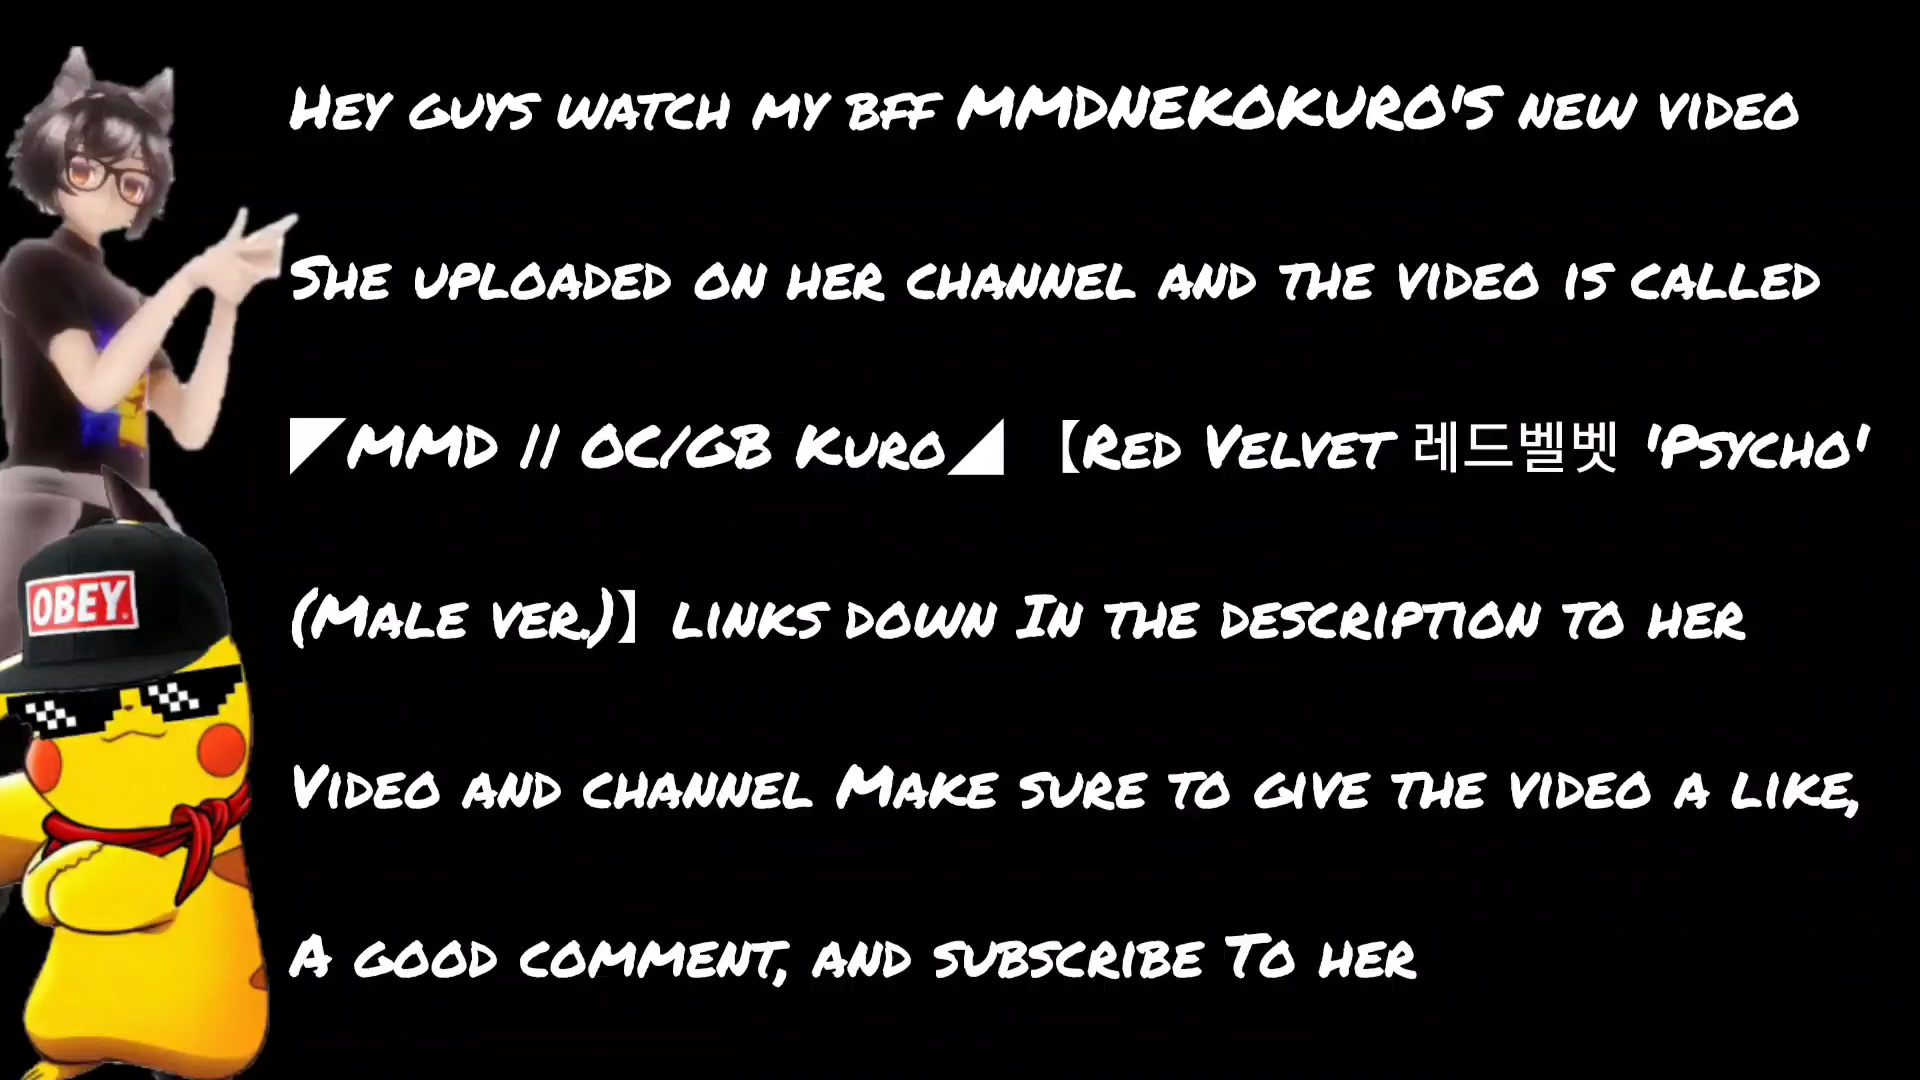 Hey guys watch my bff MMDNEKOKURO'S new video
She uploaded on her channel and the video is called
◤MMD // OC/GB Kuro◢ 【Red Velvet 레드벨벳 'Psycho'
(Male ver.)】links down In the description to her
Video and channel Make sure to give the video a like,
A good comment, and subscribe To her
OBEY.